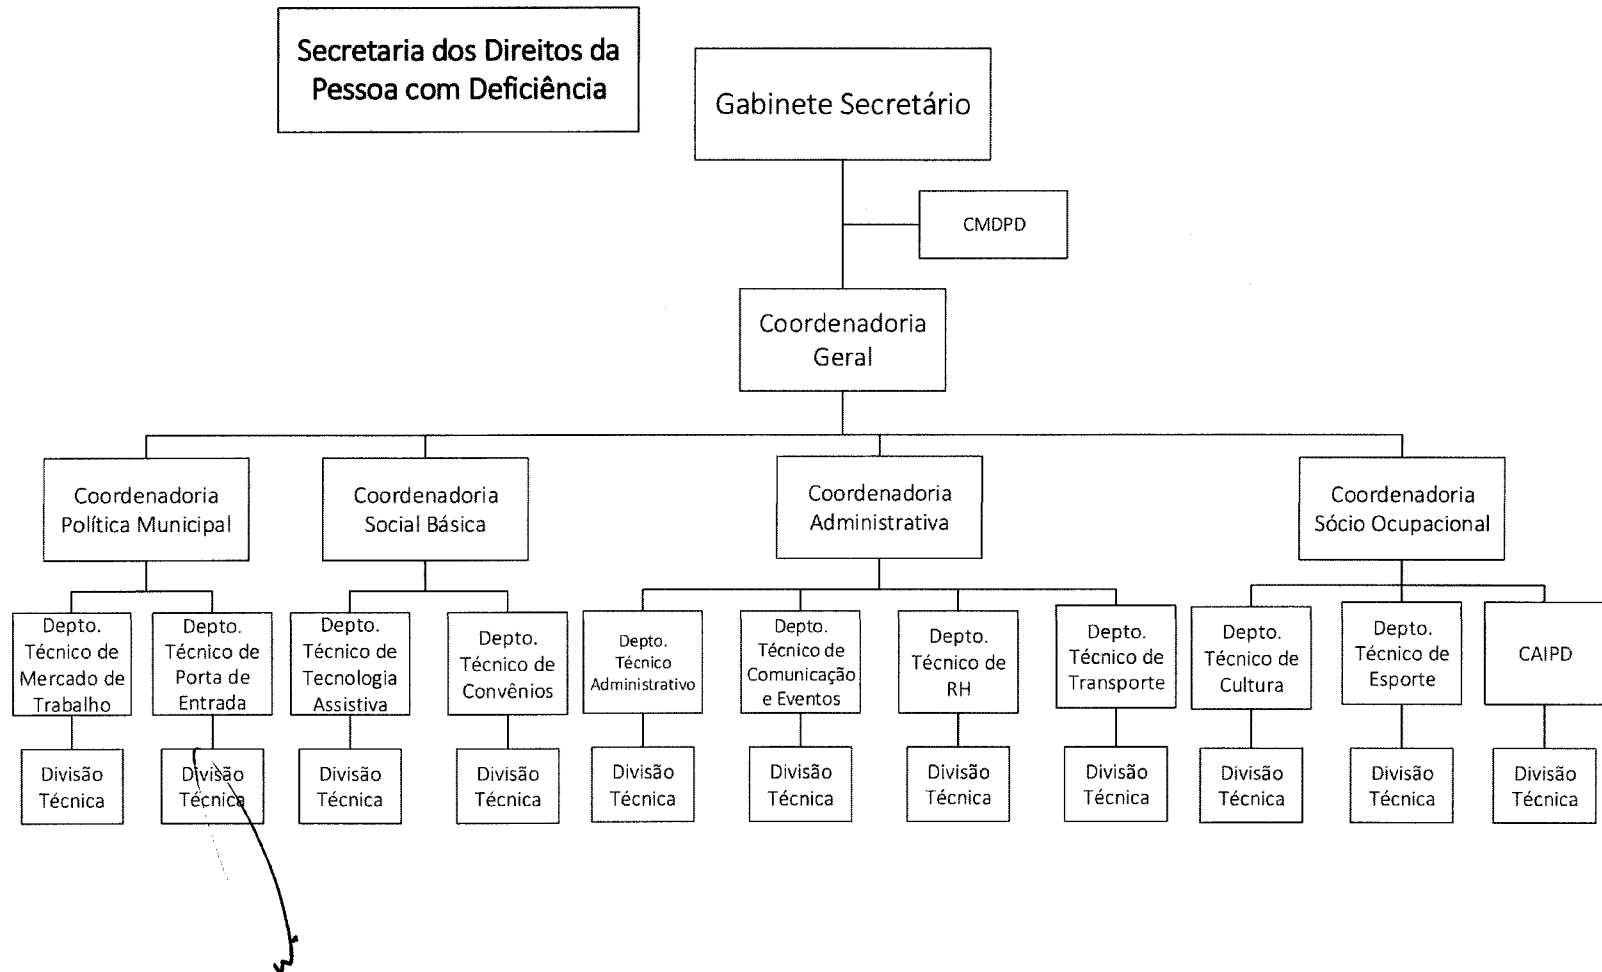 Secretaria dos Direitos da
Pessoa com Deficiência
Gabinete Secretário
CMDPD
Coordenadoria
Geral
Coordenadoria
Política Municipal
Coordenadoria
Social Básica
Coordenadoria
Administrativa
Coordenadoria
Sócio Ocupacional
Depto.
Técnico de
Mercado de
Trabalho
Depto.
Técnico de
Porta de
Entrada
Depto.
Técnico de
Tecnologia
Assistiva
Depto.
Técnico de
Convênios
Depto.
Técnico
Administrativo
Depto.
Técnico de
Comunicação
e Eventos
Depto.
Técnico de
RH
Depto.
Técnico de
Transporte
Depto.
Técnico de
Cultura
Depto.
Técnico de
Esporte
CAIPD
Divisão
Técnica
Divisão
Técnica
Divisão
Técnica
Divisão
Técnica
Divisão
Técnica
Divisão
Técnica
Divisão
Técnica
Divisão
Técnica
Divisão
Técnica
Divisão
Técnica
Divisão
Técnica